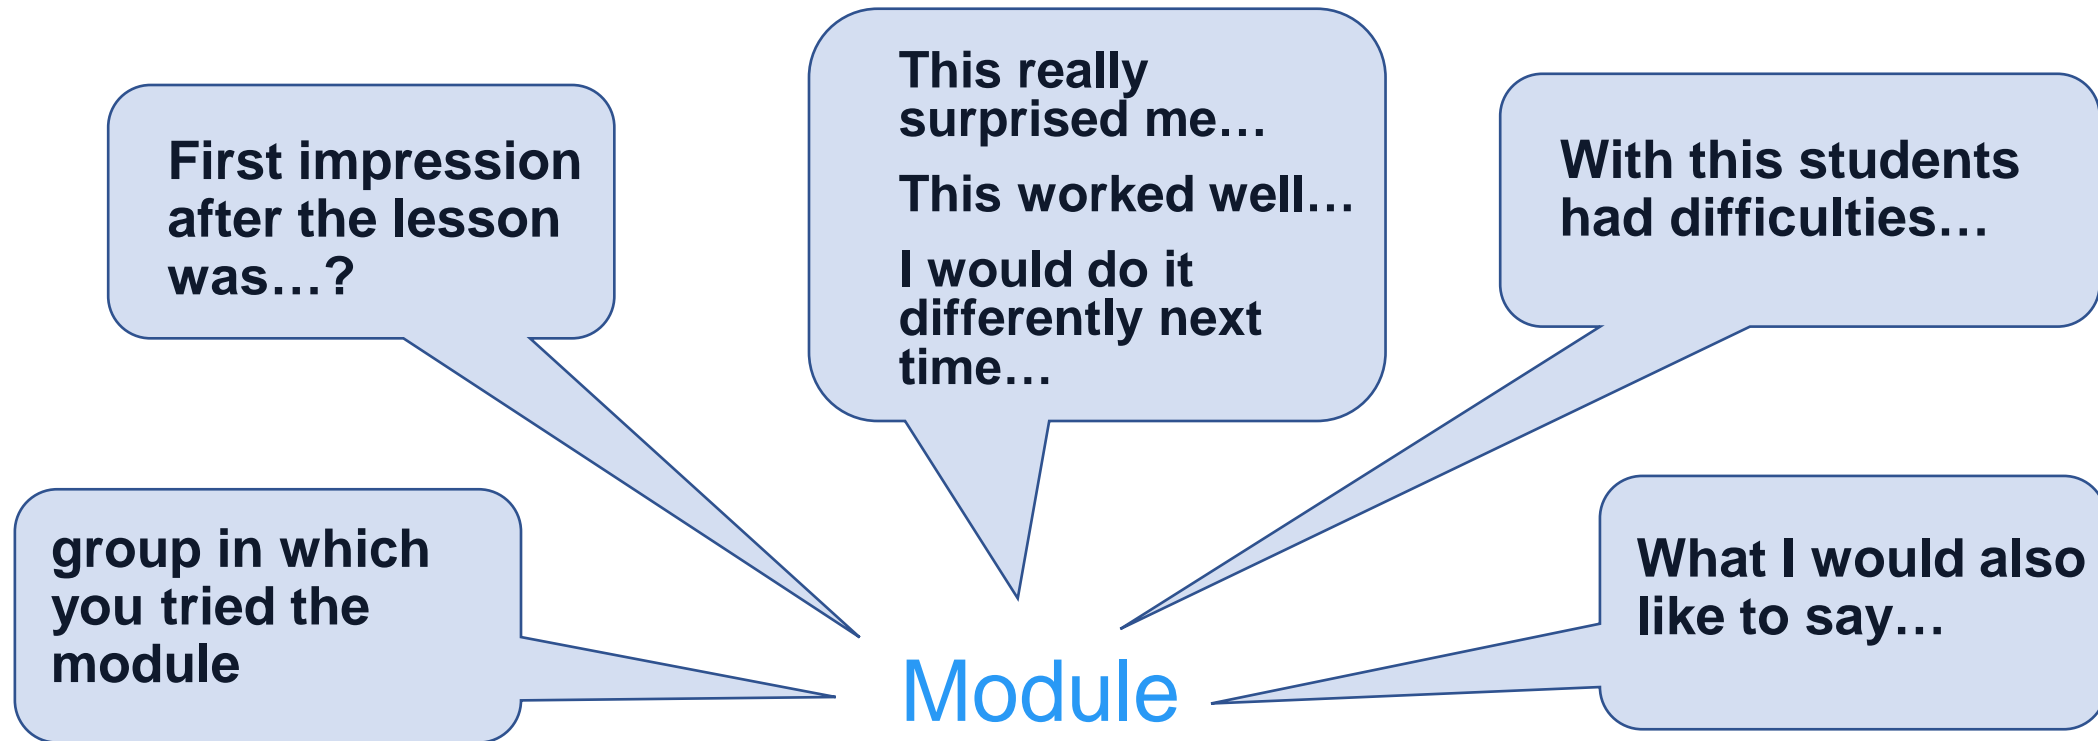 First impression
after the lesson
was…?
This really
surprised me…
This worked well…
I would do it
differently next
time…
With this students
had difficulties…
group in which
you tried the
module
What I would also
like to say…
Module